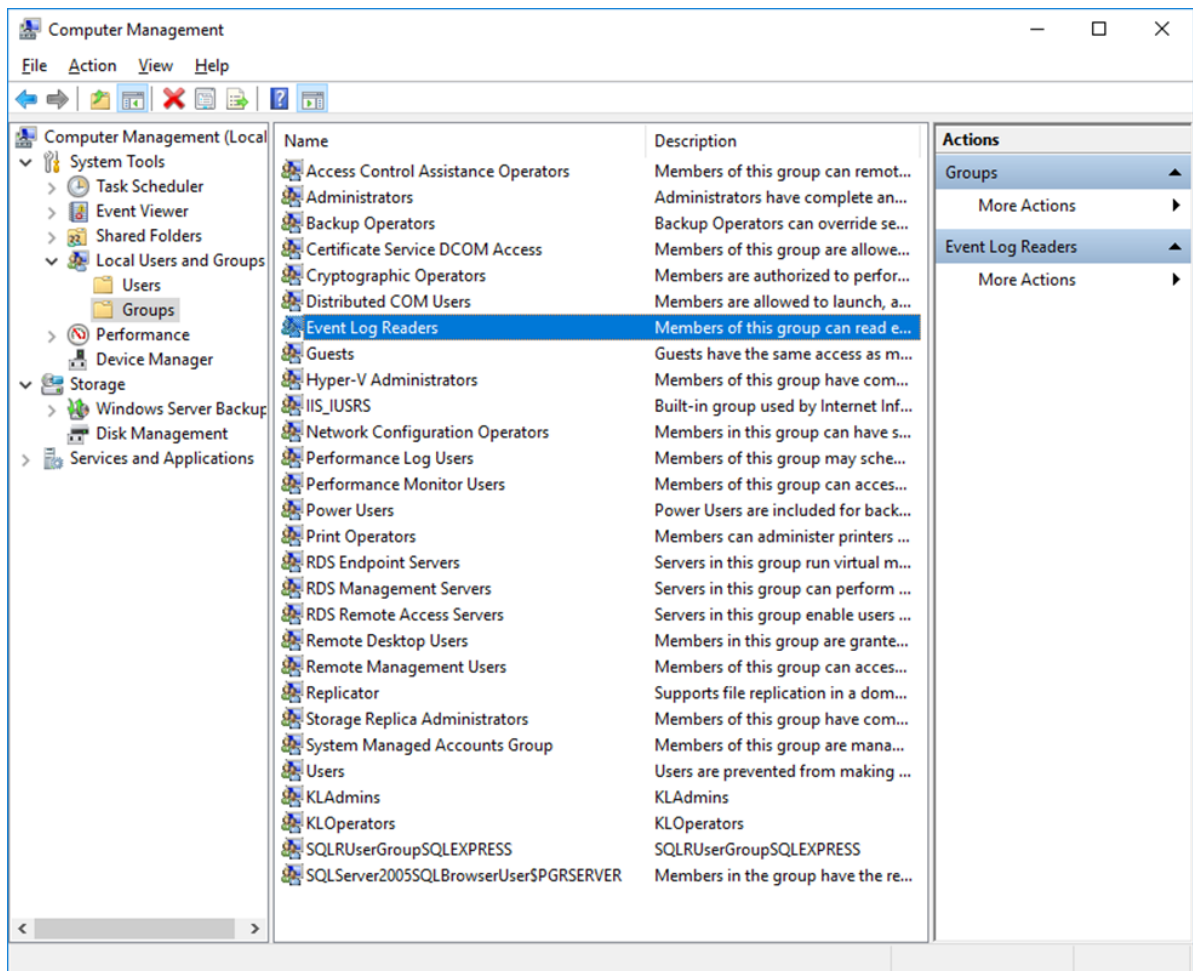 Computer Management
File Action View Help
Computer Management (Local
System Tools
Task Scheduler
Event Viewer
Shared Folders
Local Users and Groups
Users
Groups
Performance
Device Manager
Storage
Windows Server Backup
Disk Management
Services and Applications
Name Description
Access Control Assistance Operators Members of this group can remot...
Administrators Administrators have complete an...
Backup Operators Backup Operators can override se...
Certificate Service DCOM Access Members of this group are allowe...
Cryptographic Operators Members are authorized to perfor...
Distributed COM Users Members are allowed to launch, a...
Event Log Readers Members of this group can read e...
Guests Guests have the same access as m...
Hyper-V Administrators Members of this group have com...
IIS_IUSRS Built-in group used by Internet Inf...
Network Configuration Operators Members in this group can have s...
Performance Log Users Members of this group may sche...
Performance Monitor Users Members of this group can acces...
Power Users Power Users are included for back...
Print Operators Members can administer printers ...
RDS Endpoint Servers Servers in this group run virtual m...
RDS Management Servers Servers in this group can perform ...
RDS Remote Access Servers Servers in this group enable users ...
Remote Desktop Users Members in this group are grante...
Remote Management Users Members of this group can acces...
Replicator Supports file replication in a dom...
Storage Replica Administrators Members of this group have com...
System Managed Accounts Group Members of this group are mana...
Users Users are prevented from making ...
KLAdmins KLAdmins
KLOperators KLOperators
SQLRUserGroupSQLEXPRESS SQLRUserGroupSQLEXPRESS
SQLServer2005SQLBrowserUser$PGRSERVER Members in the group have the re...
Actions
Groups
More Actions
Event Log Readers
More Actions